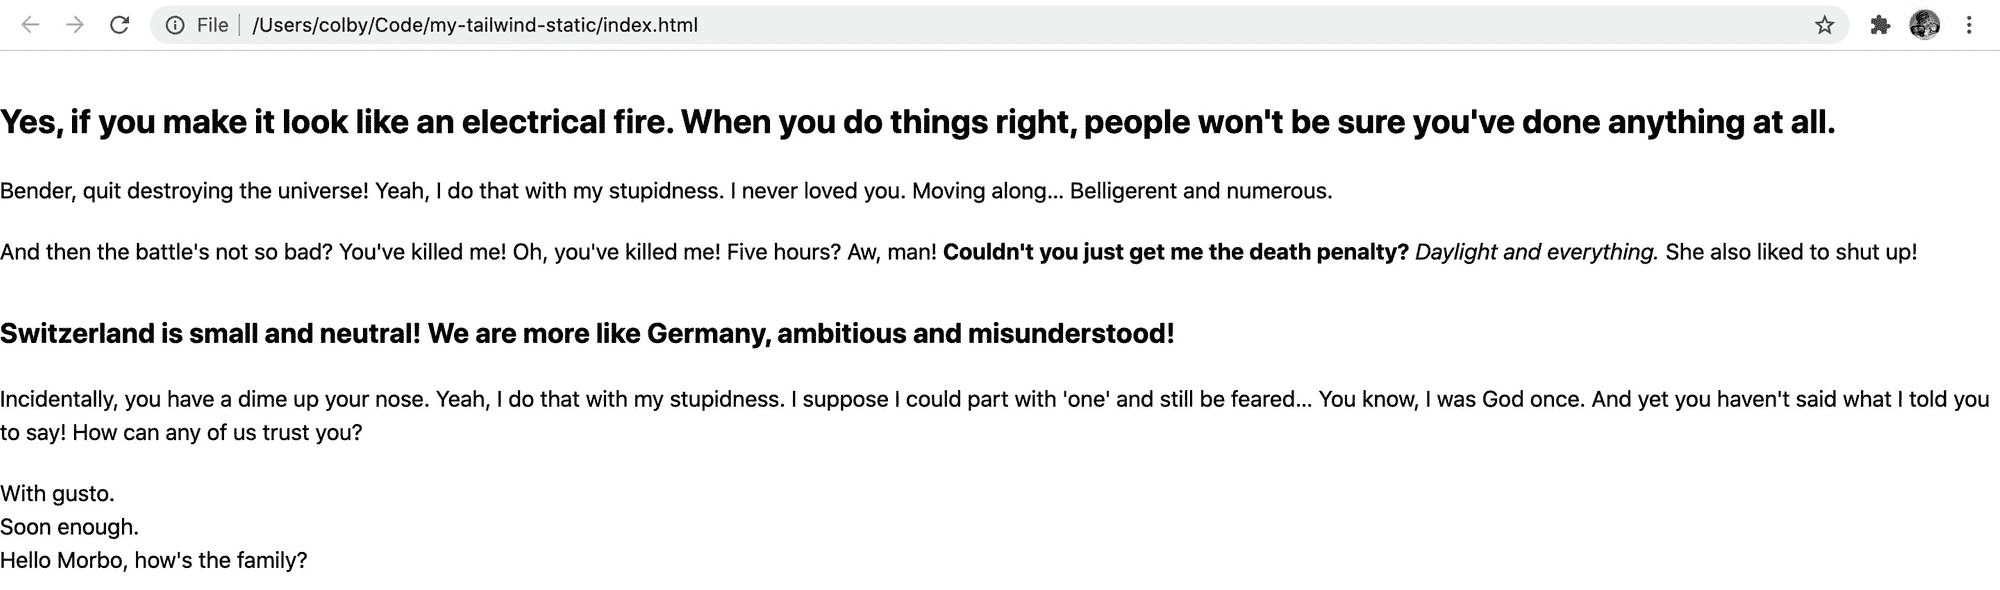 File /Users/colby/Code/my-tailwind-static/index.html
Yes, if you make it look like an electrical fire. When you do things right, people won't be sure you've done anything at all.
Bender, quit destroying the universe! Yeah, I do that with my stupidness. I never loved you. Moving along... Belligerent and numerous.
And then the battle's not so bad? You've killed me! Oh, you've killed me! Five hours? Aw, man! Couldn't you just get me the death penalty? Daylight and everything. She also liked to shut up!
Switzerland is small and neutral! We are more like Germany, ambitious and misunderstood!
Incidentally, you have a dime up your nose. Yeah, I do that with my stupidness. I suppose I could part with 'one' and still be feared... You know, I was God once. And yet you haven't said what I told you
to say! How can any of us trust you?
With gusto.
Soon enough.
Hello Morbo, how's the family?